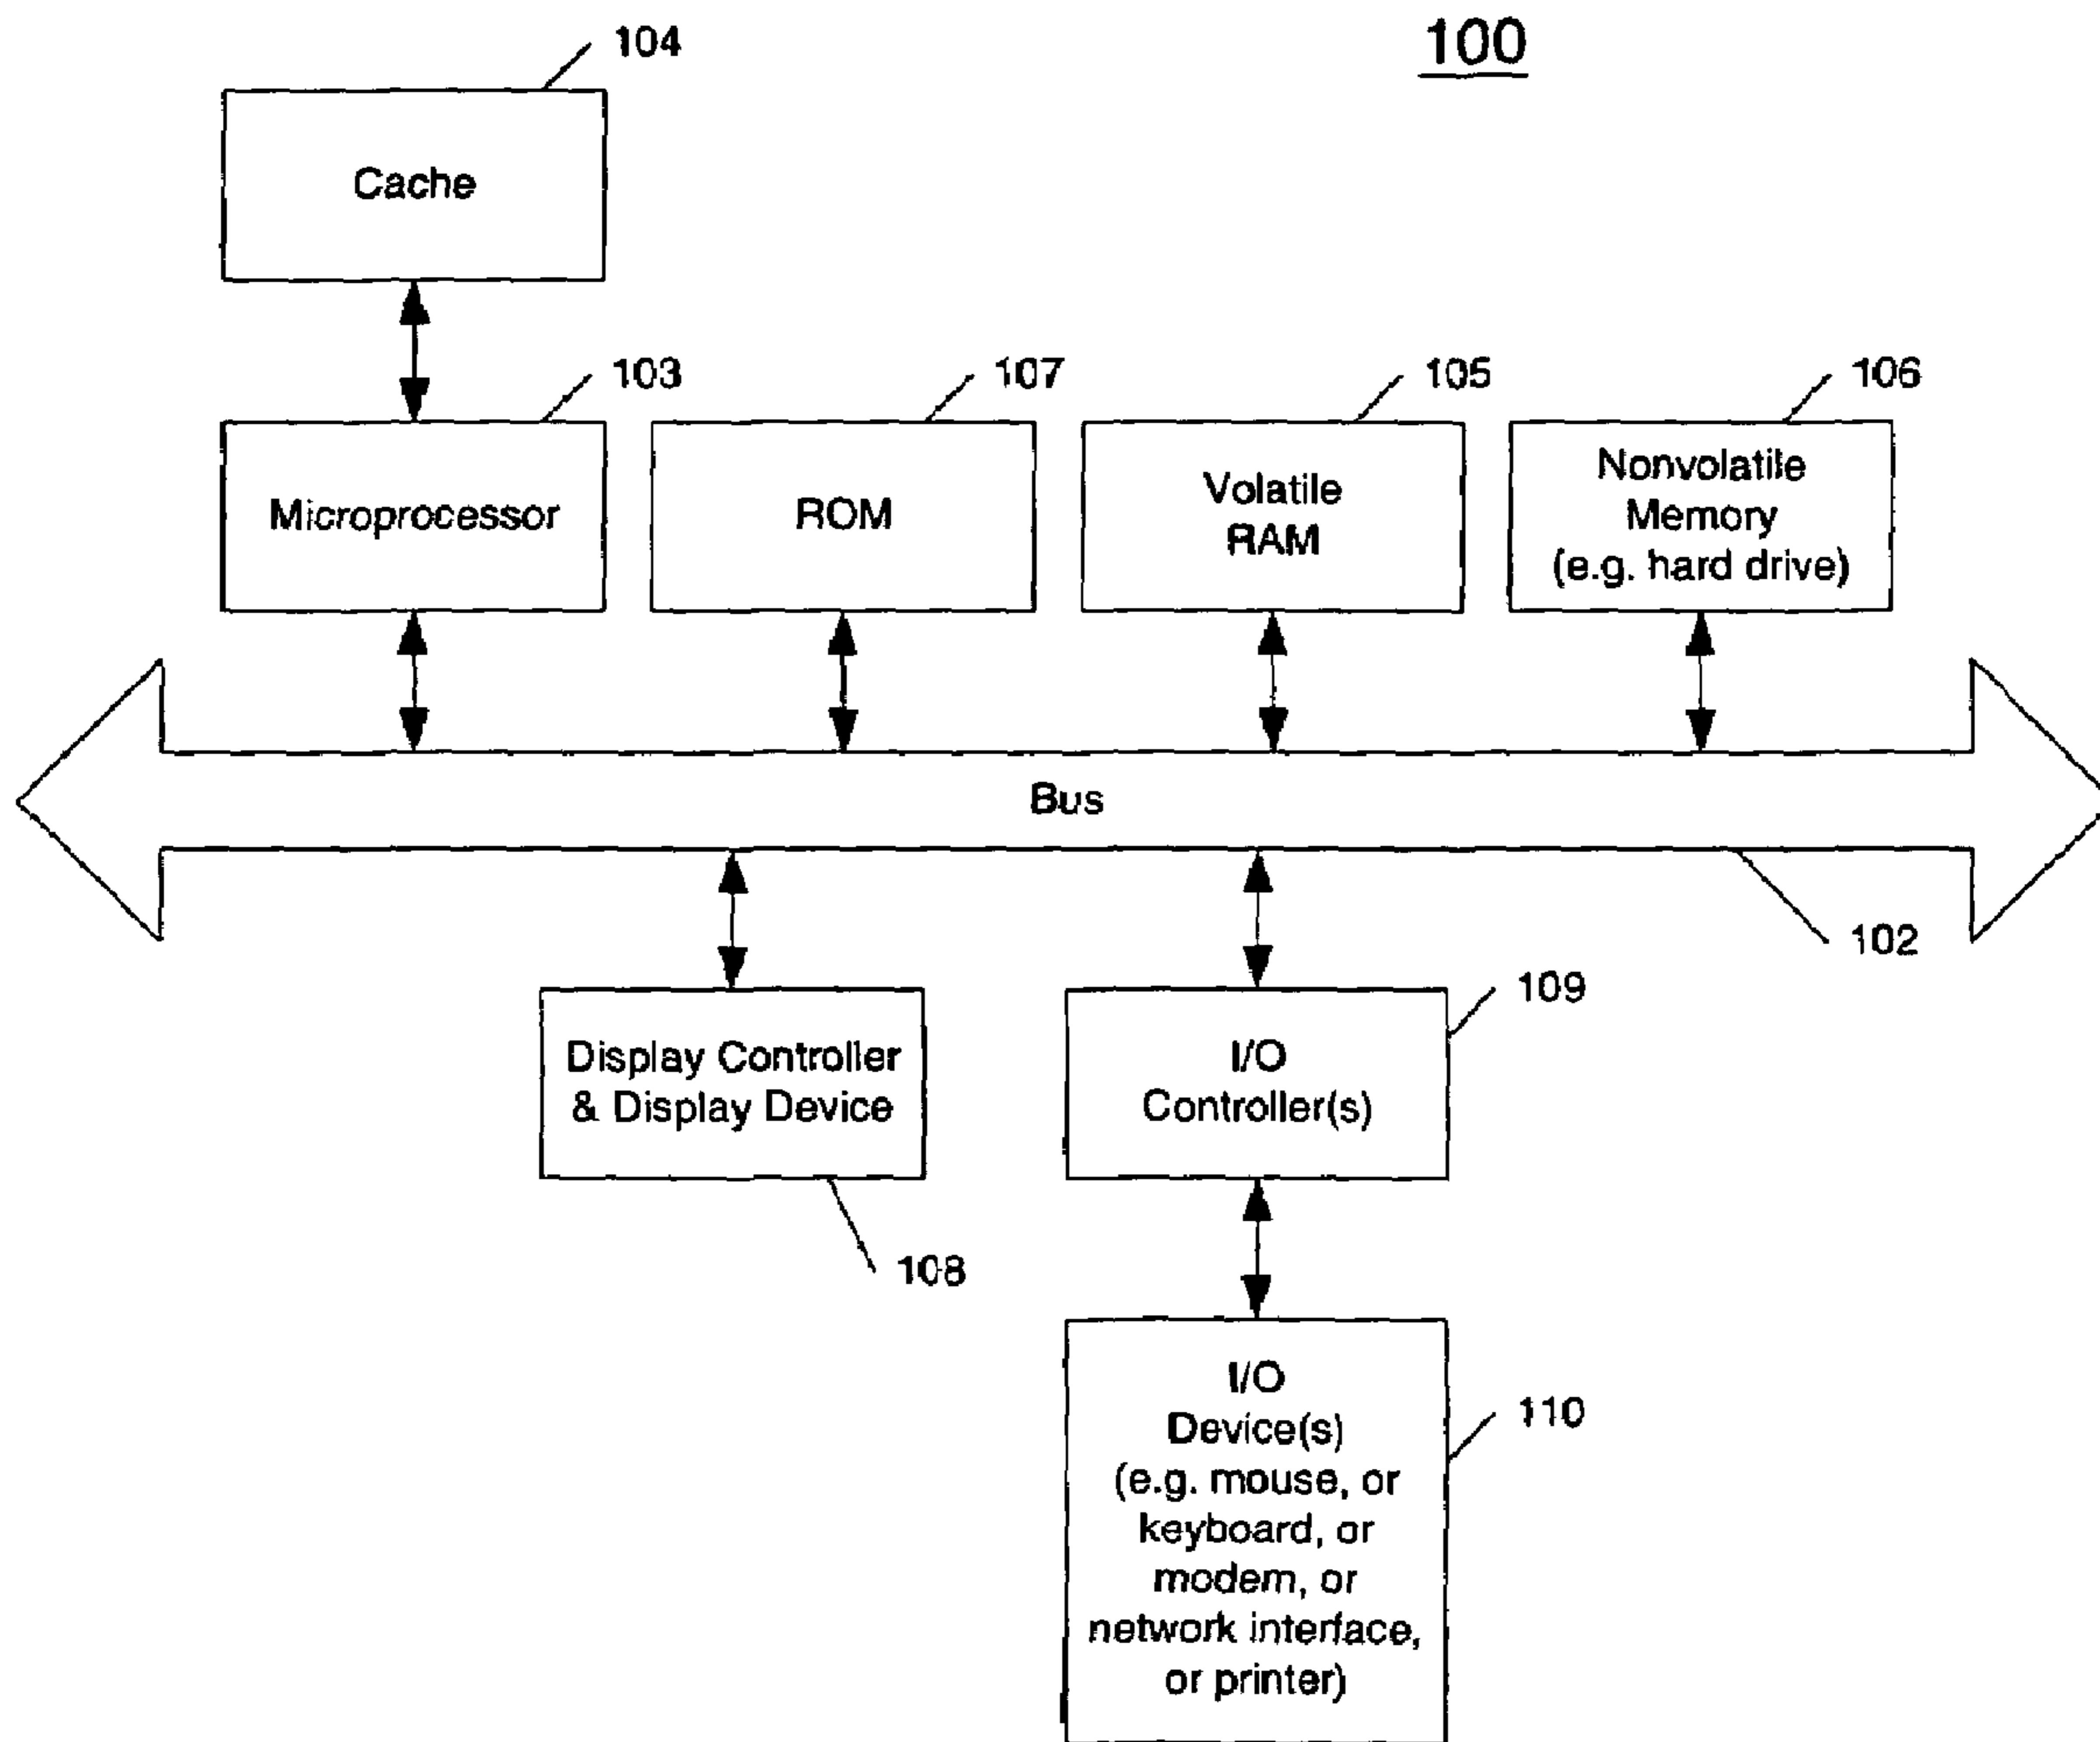 100
104
Cache
103
107
105
106
Microprocessor
ROM
Volatile
RAM
Nonvolatile
Memory
(e.g. hard drive)
Bus
102
Display Controller
& Display Device
108
109
I/O
Controller(s)
110
I/O
Device(s)
(e.g. mouse, or
keyboard, or
modem, or
network interface,
or printer)